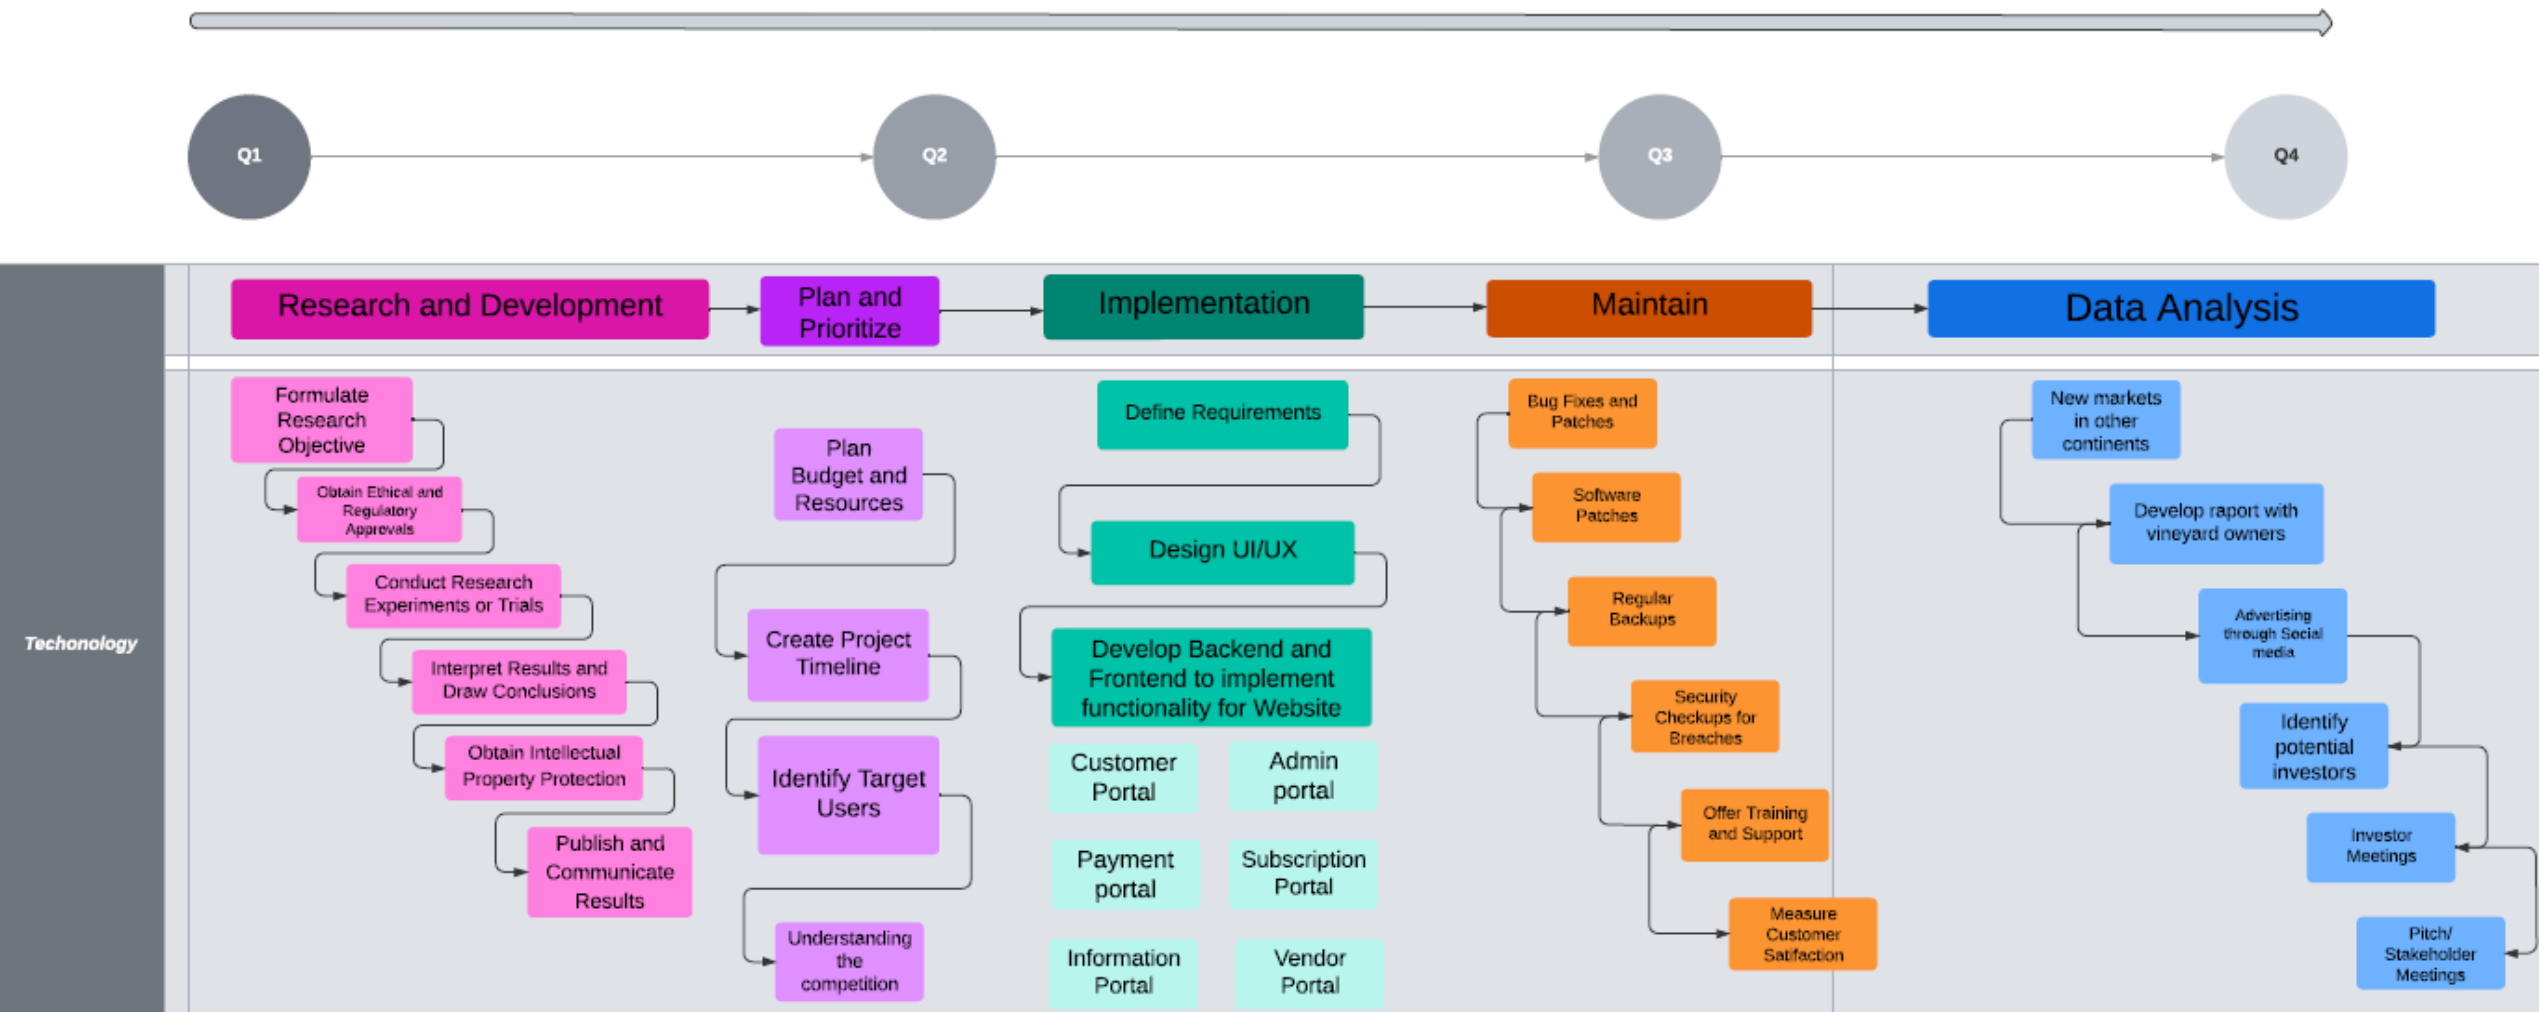 Q1
Q2
Q3
Q4
Research and Development
Plan and
Prioritize
Implementation
Maintain
Data Analysis
Techonology
Formulate
Research
Objective
Obtain Ethical and
Regulatory
Approvals
Conduct Research
Experiments or Trials
Interpret Results and
Draw Conclusions
Obtain Intellectual
Property Protection
Publish and
Communicate
Results
Plan
Budget and
Resources
Create Project
Timeline
Identify Target
Users
Understanding
the
competition
Define Requirements
Design UI/UX
Develop Backend and
Frontend to implement
functionality for Website
Customer
Portal
Admin
portal
Payment
portal
Subscription
Portal
Information
Portal
Vendor
Portal
Bug Fixes and
Patches
Software
Patches
Regular
Backups
Security
Checkups for
Breaches
Offer Training
and Support
Measure
Customer
Satifaction
New markets
in other
continents
Develop raport with
vineyard owners
Advertising
through Social
media
Identify
potential
investors
Investor
Meetings
Pitch/
Stakeholder
Meetings